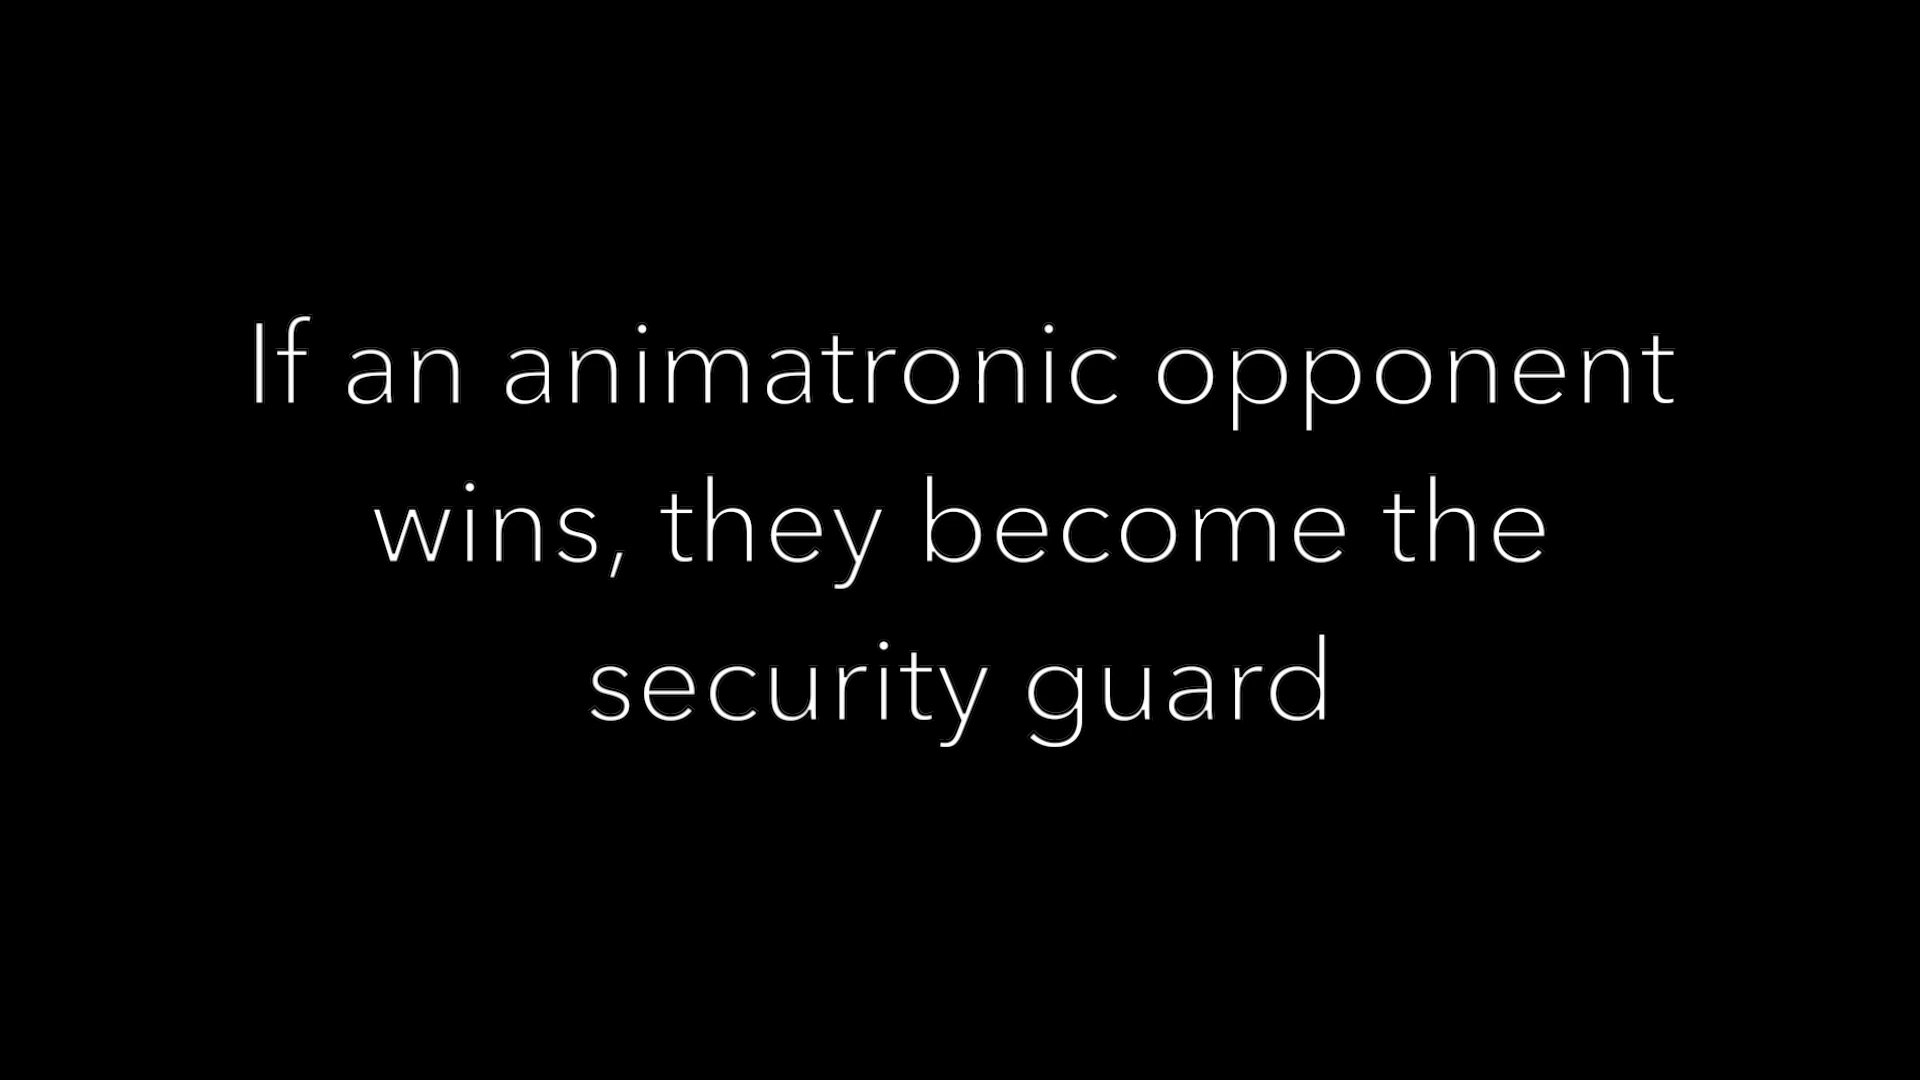 If an animatronic opponent
wins, they become the
security guard